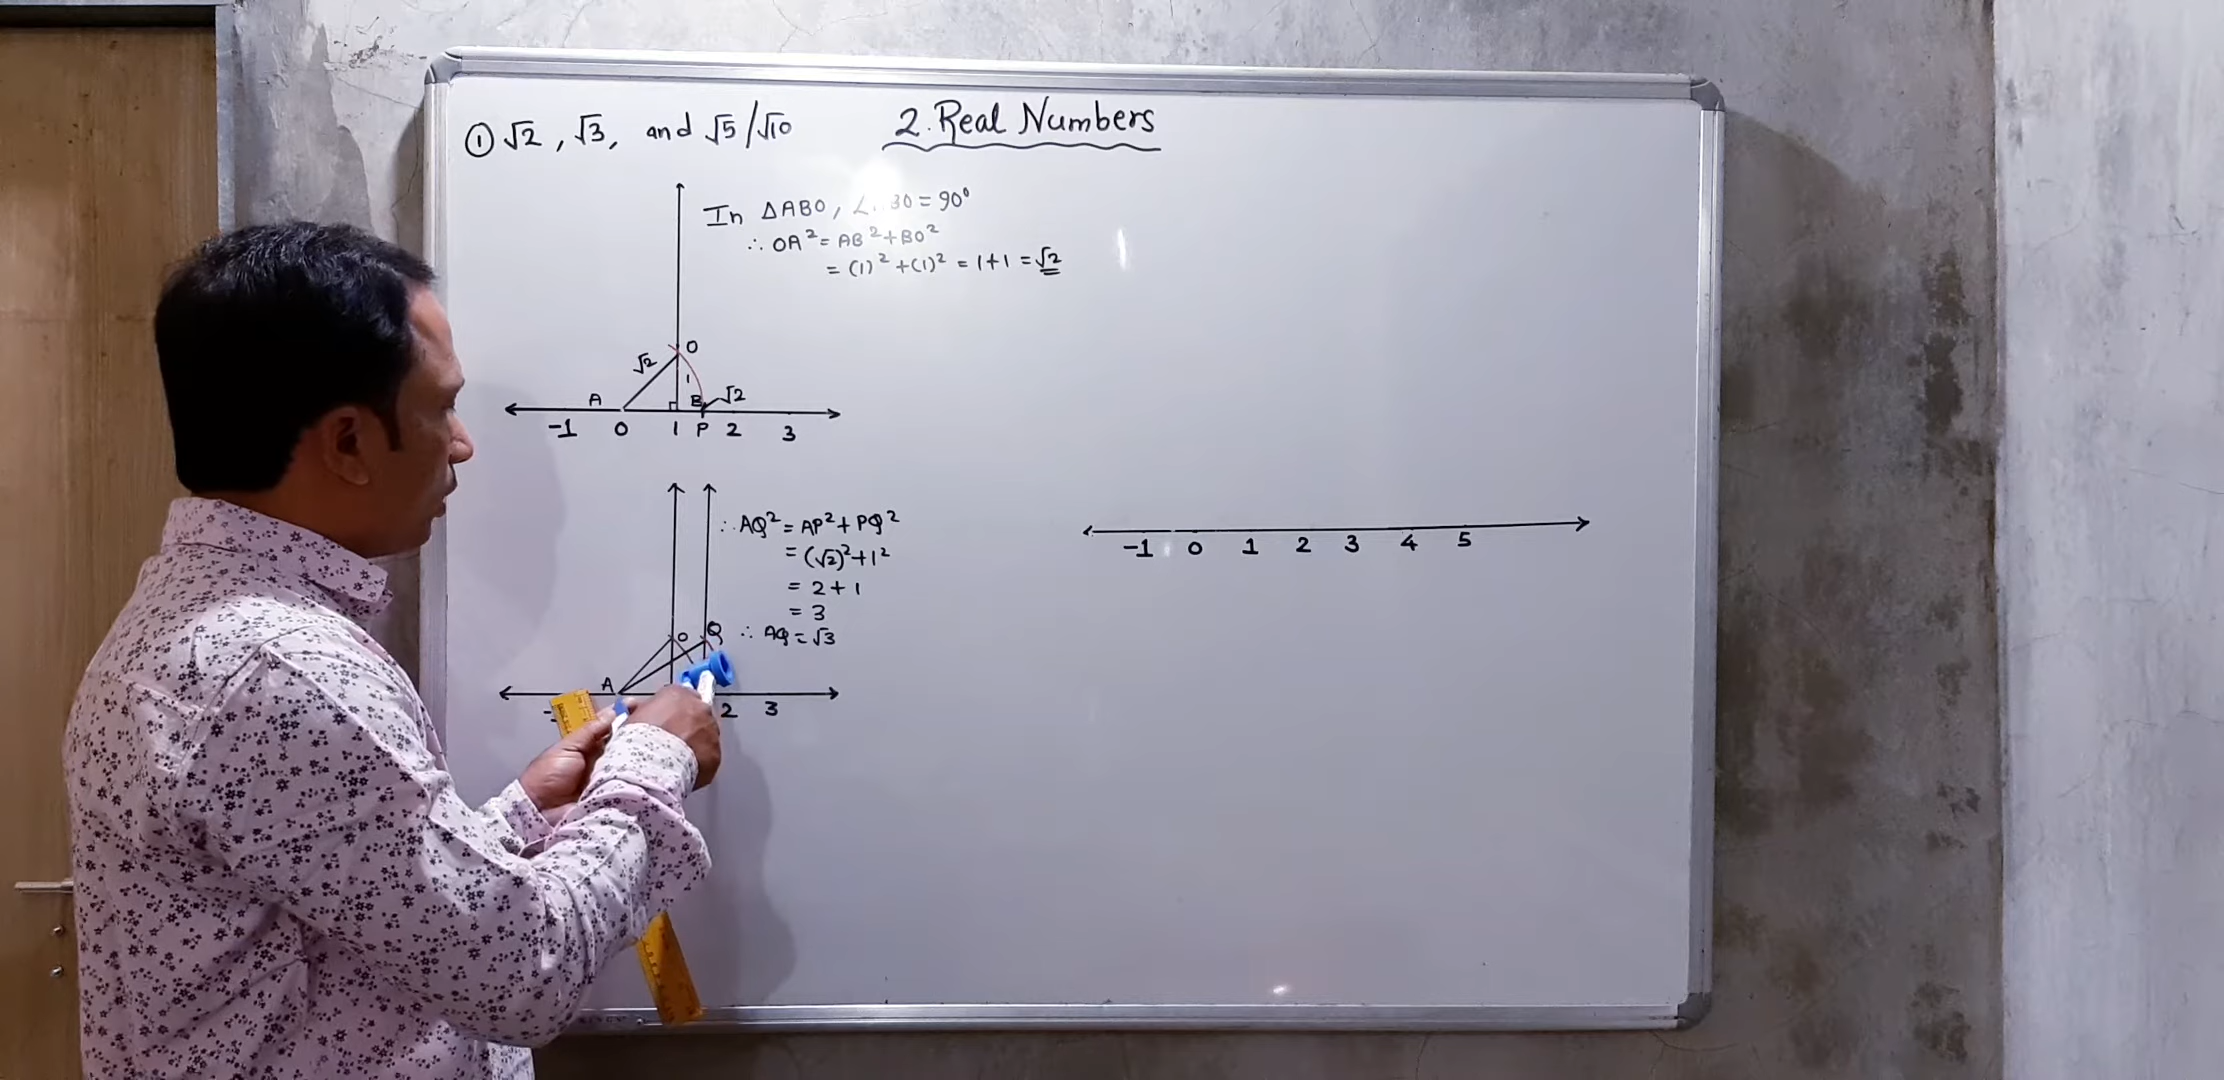 ① √2, √3, and √5/√10
2. Real Numbers
In ΔABO, ∠ BO = 90°
∴ OA² = AB² + BO²
= (1)² + (1)² = 1+1 = √2
O
√2
1
A
B
√2
-1 0 1 P 2 3
∴ AQ² = AP² + PQ²
= (√2)² + 1²
= 2 + 1
= 3
O Q ∴ AQ = √3
A
2 3
-1 0 1 2 3 4 5